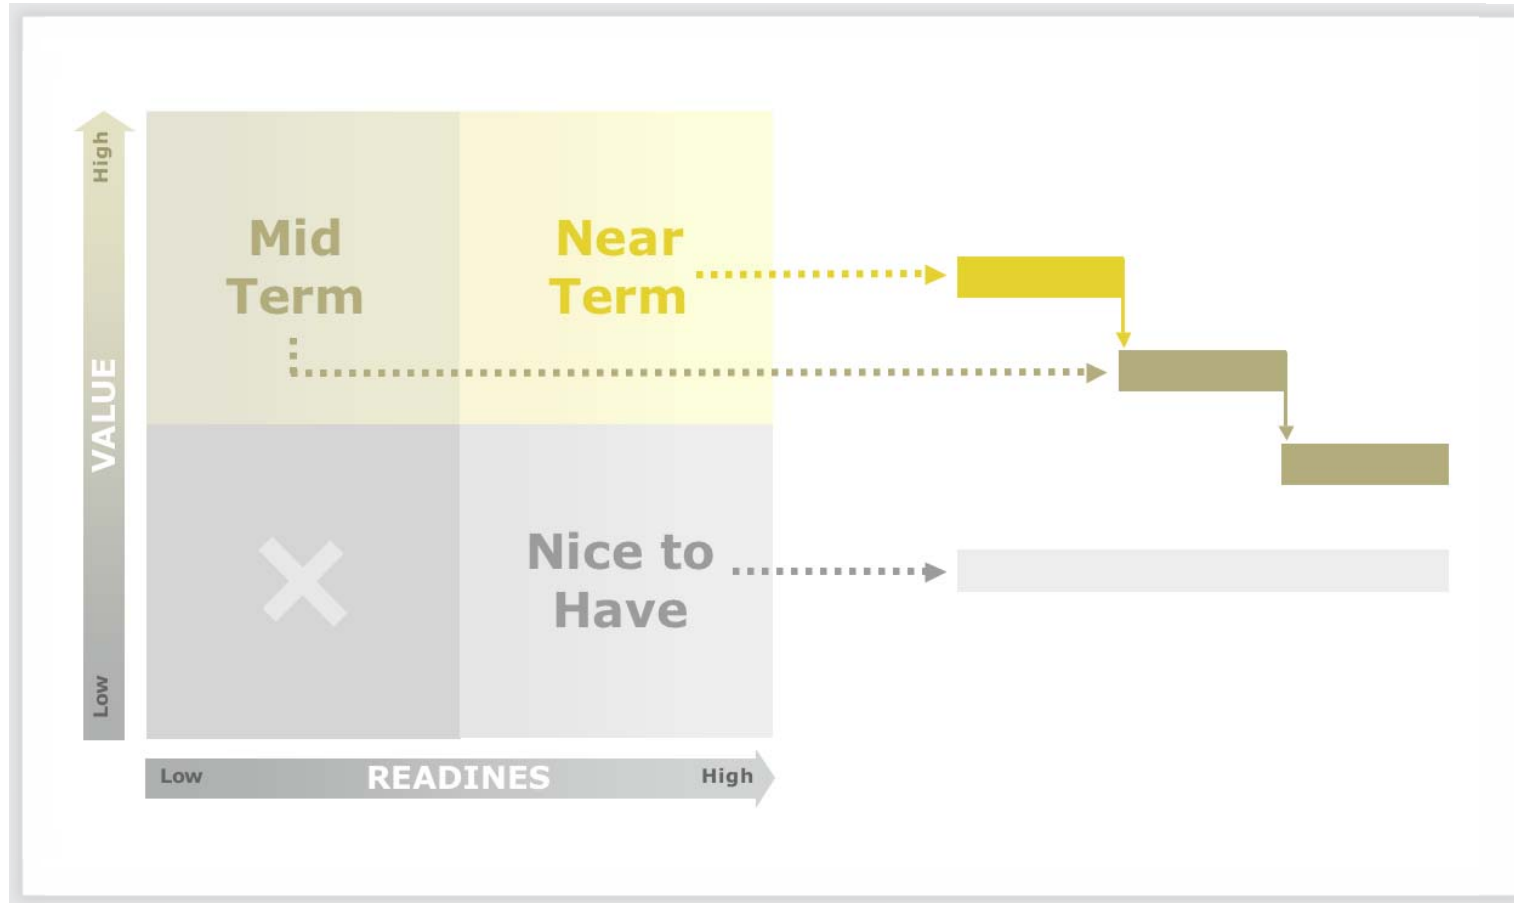 High
Mid
Term
Near
Term
VALUE
Nice to
Have
Low
Low
READINES
High